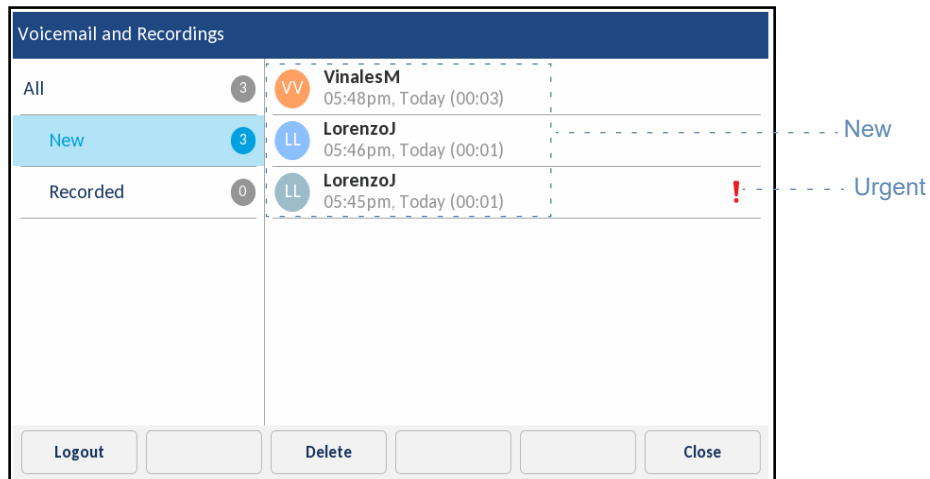 Voicemail and Recordings
All 3
New 3
Recorded 0
VV VinalesM
05:48pm, Today (00:03)
LL LorenzoJ
05:46pm, Today (00:01)
LL LorenzoJ
05:45pm, Today (00:01) !
New
Urgent
Logout Delete Close